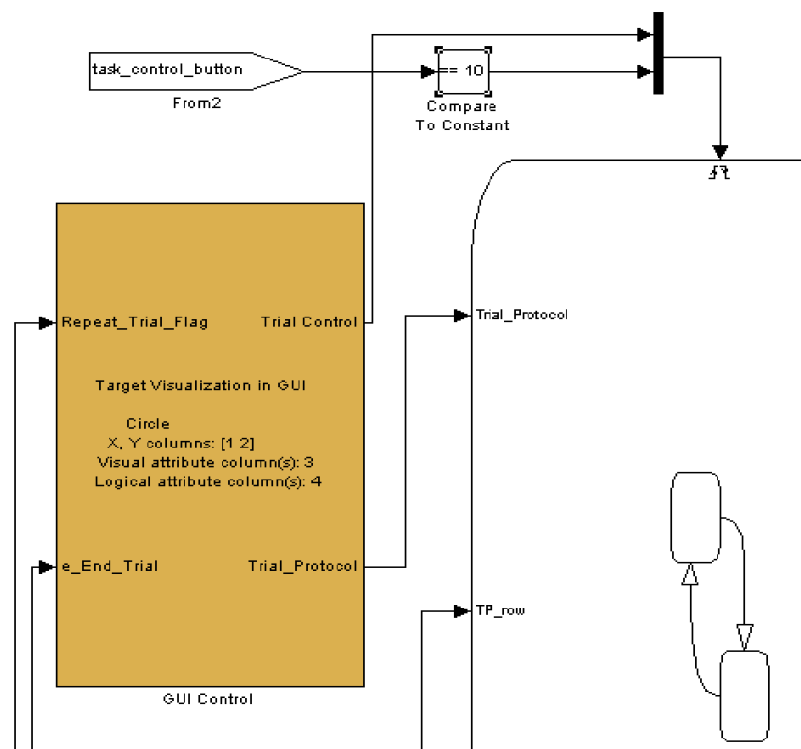 task_control_button
From2
== 10
Compare
To Constant
Repeat_Trial_Flag
Trial Control
Trial_Protocol
Target Visualization in GUI
Circle
X, Y columns: [1 2]
Visual attribute column(s): 3
Logical attribute column(s): 4
e_End_Trial
Trial_Protocol
TP_row
GUI Control